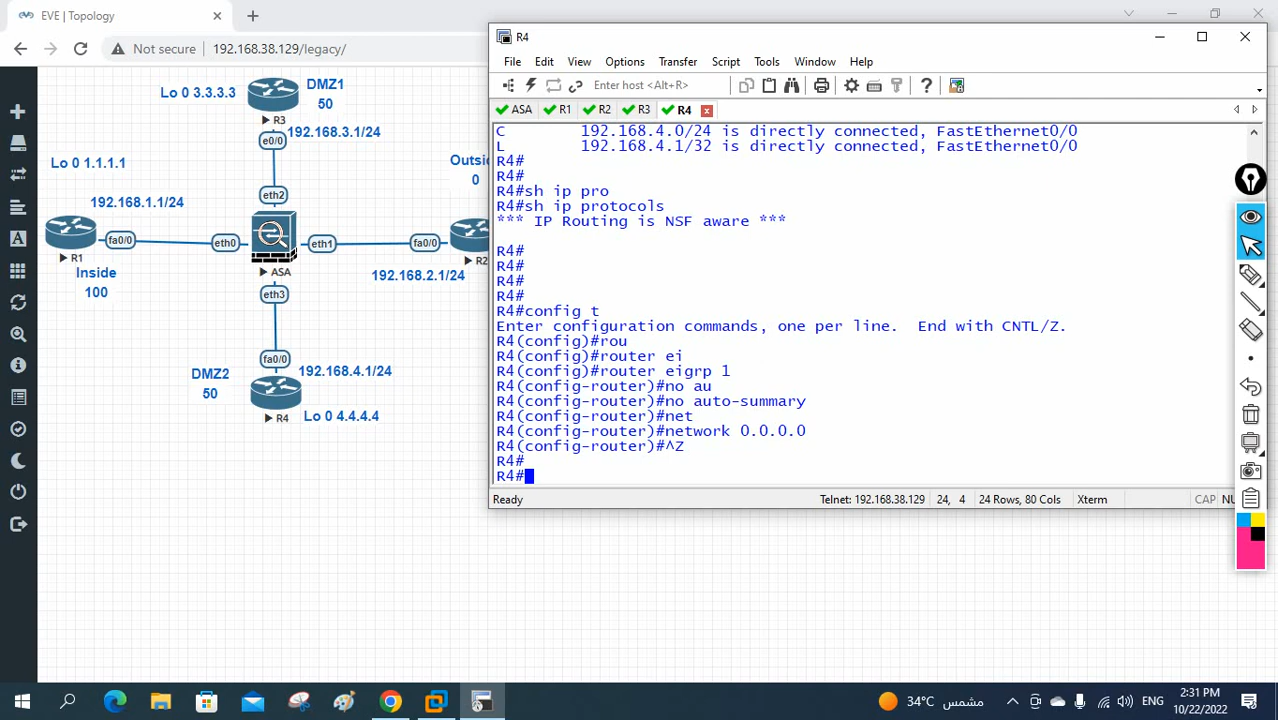 EVE | Topology
Not secure
192.168.38.129/legacy/
Lo 0 3.3.3.3
DMZ1
50
R3
192.168.3.1/24
e0/0
Lo 0 1.1.1.1
192.168.1.1/24
eth2
fa0/0
eth0
eth1
fa0/0
R1
Inside
100
ASA
eth3
R2
192.168.2.1/24
Outsi
0
fa0/0
192.168.4.1/24
DMZ2
50
R4
Lo 0 4.4.4.4
R4
File Edit View Options Transfer Script Tools Window Help
Enter host <Alt+R>
ASA R1 R2 R3 R4
C 192.168.4.0/24 is directly connected, FastEthernet0/0
L 192.168.4.1/32 is directly connected, FastEthernet0/0
R4#
R4#
R4#sh ip pro
R4#sh ip protocols
*** IP Routing is NSF aware ***
R4#
R4#
R4#
R4#
R4#config t
Enter configuration commands, one per line. End with CNTL/Z.
R4(config)#rou
R4(config)#router ei
R4(config)#router eigrp 1
R4(config-router)#no au
R4(config-router)#no auto-summary
R4(config-router)#net
R4(config-router)#network 0.0.0.0
R4(config-router)#^Z
R4#
R4#
Ready
Telnet: 192.168.38.129
24, 4
24 Rows, 80 Cols
Xterm
CAP
NU
34°C
مشمس
ENG
2:31 PM
10/22/2022